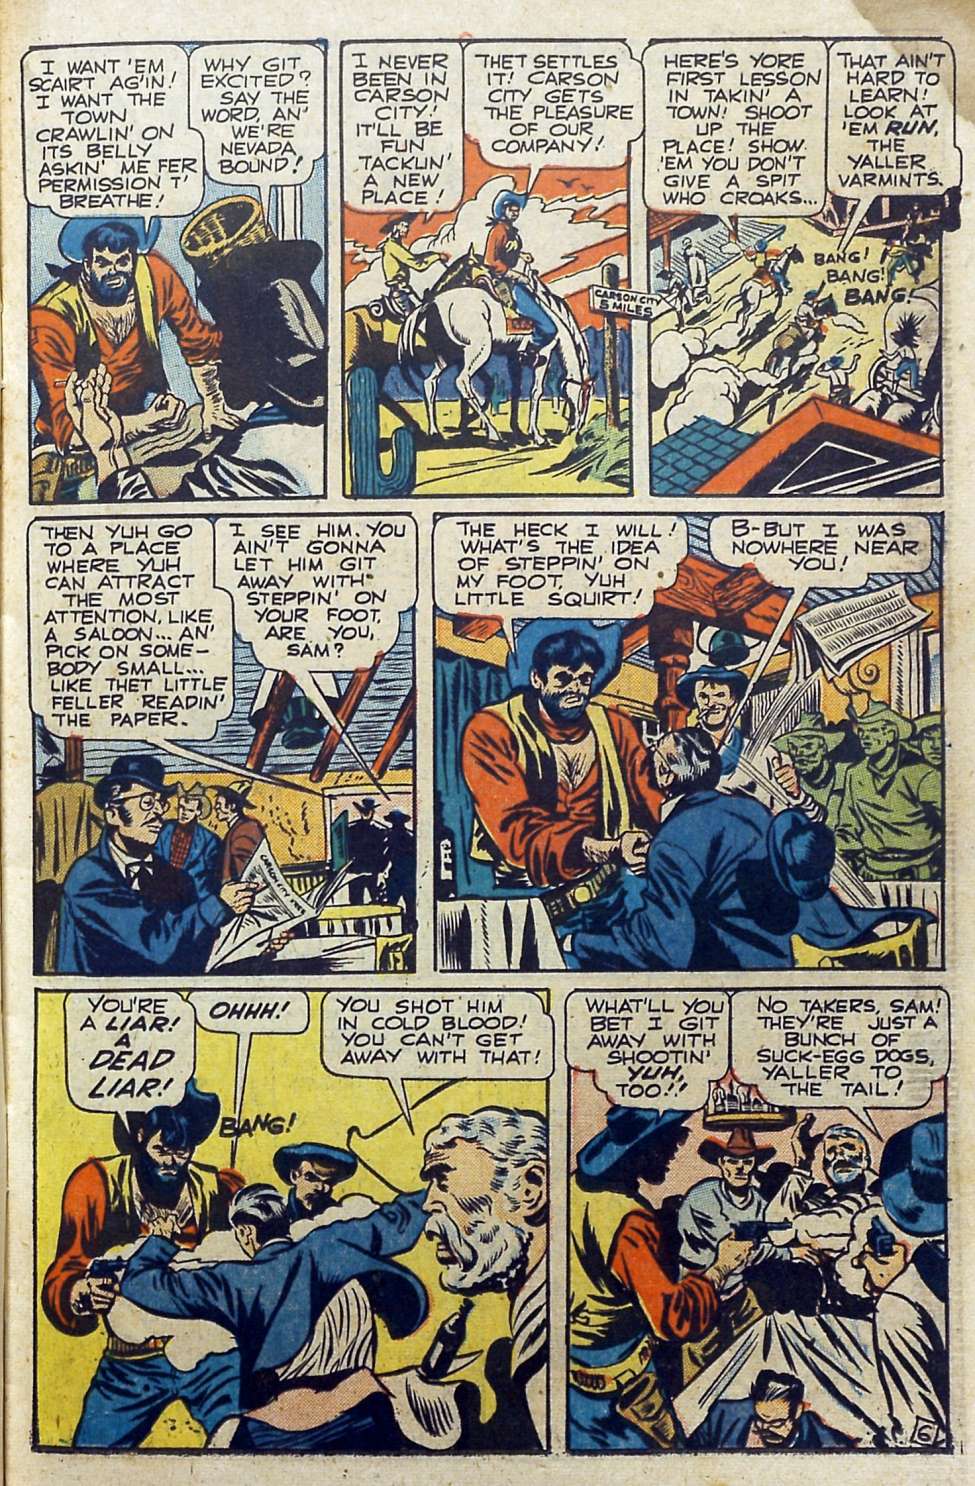 I WANT 'EM
SCAIRT AG'IN!
I WANT THE
TOWN
CRAWLIN' ON
ITS BELLY
ASKIN' ME FER
PERMISSION T'
BREATHE!
WHY GIT
EXCITED?
SAY THE
WORD, AN'
WE'RE
NEVADA
BOUND!
I NEVER
BEEN IN
CARSON
CITY!
IT'LL BE
FUN
TACKLIN'
A NEW
PLACE!
THET SETTLES
IT! CARSON
CITY GETS
THE PLEASURE
OF OUR
COMPANY!
CARSON CITY
5 MILES
HERE'S YORE
FIRST LESSON
IN TAKIN' A
TOWN! SHOOT
UP THE
PLACE! SHOW
'EM YOU DON'T
GIVE A SPIT
WHO CROAKS...
THAT AIN'T
HARD TO
LEARN!
LOOK AT
'EM RUN,
THE
YALLER
VARMINTS.
BANG!
BANG!
BANG!
THEN YUH GO
TO A PLACE
WHERE YUH
CAN ATTRACT
THE MOST
ATTENTION, LIKE
A SALOON... AN'
PICK ON SOME-
BODY SMALL...
LIKE THET LITTLE
FELLER READIN'
THE PAPER.
I SEE HIM. YOU
AIN'T GONNA
LET HIM GIT
AWAY WITH
STEPPIN' ON
YOUR FOOT,
ARE YOU,
SAM?
CARSON CITY
THE HECK I WILL!
WHAT'S THE IDEA
OF STEPPIN' ON
MY FOOT, YUH
LITTLE SQUIRT!
B-BUT I WAS
NOWHERE NEAR
YOU!
YOU'RE
A LIAR!
A
DEAD
LIAR!
OHHH!
BANG!
YOU SHOT HIM
IN COLD BLOOD!
YOU CAN'T GET
AWAY WITH THAT!
WHAT'LL YOU
BET I GIT
AWAY WITH
SHOOTIN'
YUH,
TOO!!
NO TAKERS, SAM!
THEY'RE JUST A
BUNCH OF
SUCK-EGG DOGS,
YALLER TO
THE TAIL!
6